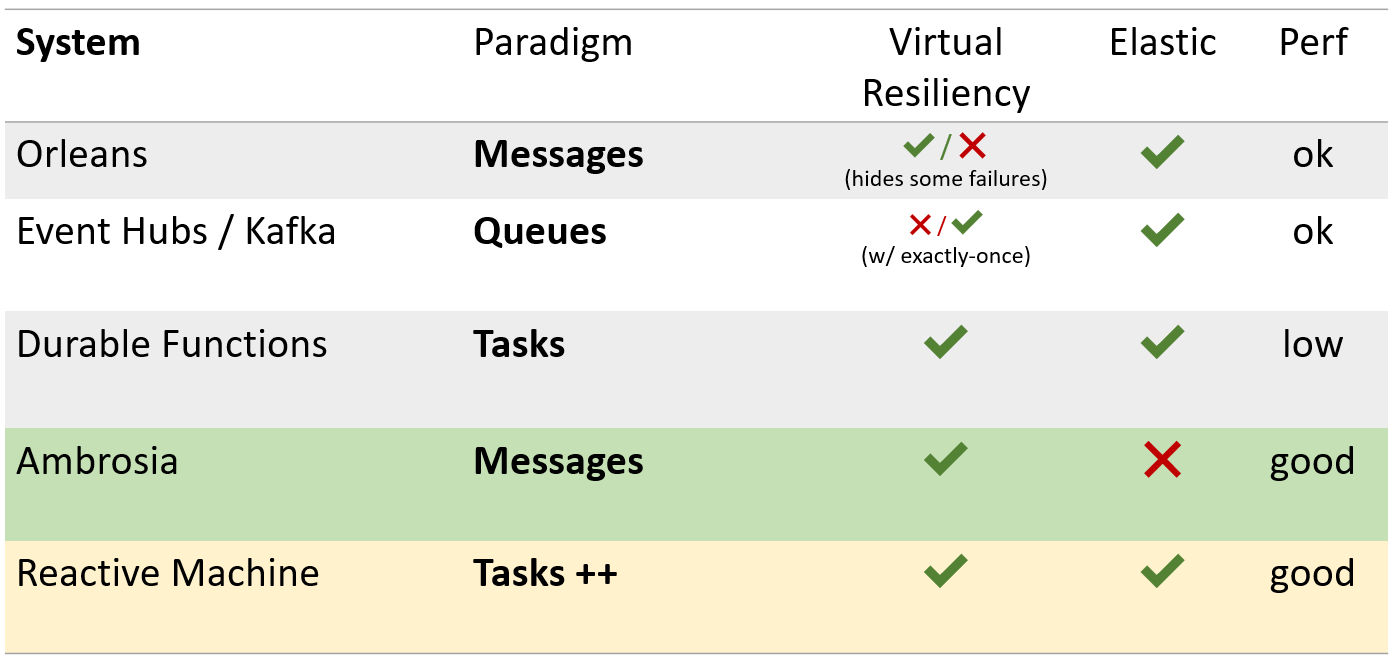 System Paradigm Virtual Elastic Perf
Resiliency
Orleans Messages ✓/✗ ✓ ok
(hides some failures)
Event Hubs / Kafka Queues ✗/✓ ✓ ok
(w/ exactly-once)
Durable Functions Tasks ✓ ✓ low
Ambrosia Messages ✓ ✗ good
Reactive Machine Tasks ++ ✓ ✓ good